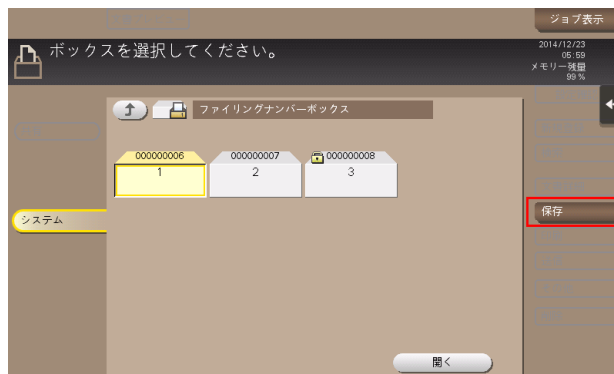 ジョブ表示
ボックスを選択してください。
2014/12/23
05:59
メモリー残量
99 %
ファイリングナンバーボックス
000000006
1
000000007
2
000000008
3
システム
保存
開く